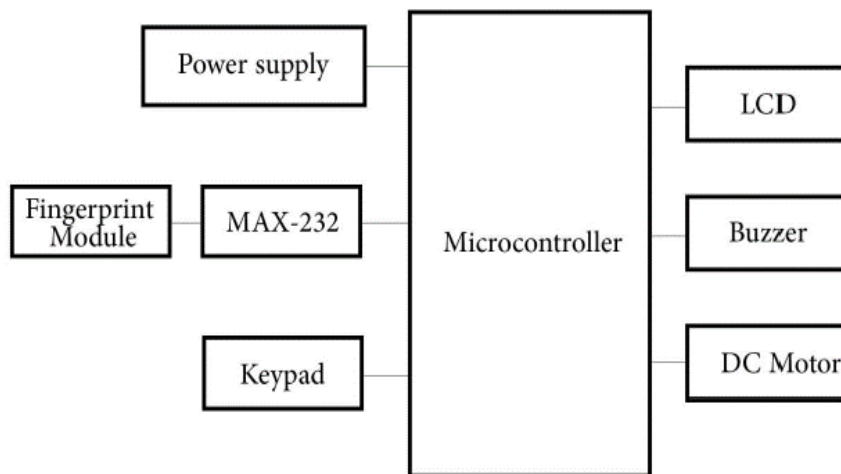 Power supply
LCD
Fingerprint
Module
MAX-232
Microcontroller
Buzzer
Keypad
DC Motor